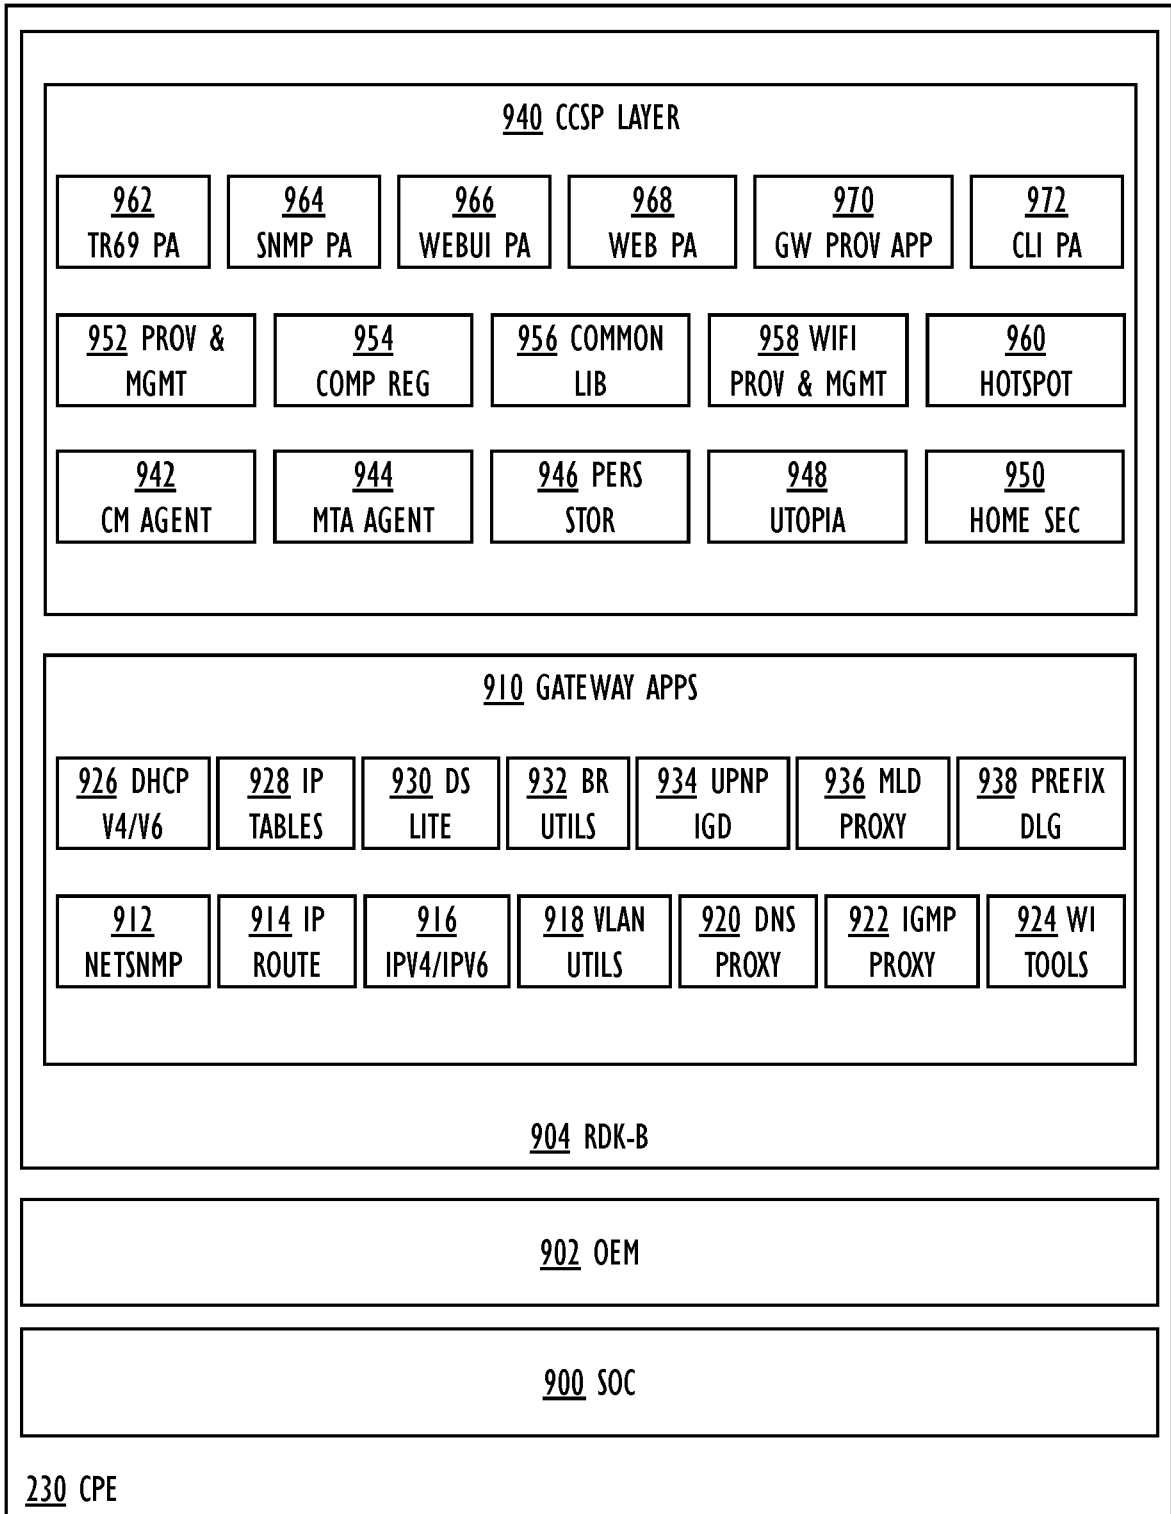 940 CCSP LAYER
962 TR69 PA
964 SNMP PA
966 WEBUI PA
968 WEB PA
970 GW PROV APP
972 CLI PA
952 PROV & MGMT
954 COMP REG
956 COMMON LIB
958 WIFI PROV & MGMT
960 HOTSPOT
942 CM AGENT
944 MTA AGENT
946 PERS STOR
948 UTOPIA
950 HOME SEC
910 GATEWAY APPS
926 DHCP V4/V6
928 IP TABLES
930 DS LITE
932 BR UTILS
934 UPNP IGD
936 MLD PROXY
938 PREFIX DLG
912 NETSNMP
914 IP ROUTE
916 IPV4/IPV6
918 VLAN UTILS
920 DNS PROXY
922 IGMP PROXY
924 WI TOOLS
904 RDK-B
902 OEM
900 SOC
230 CPE